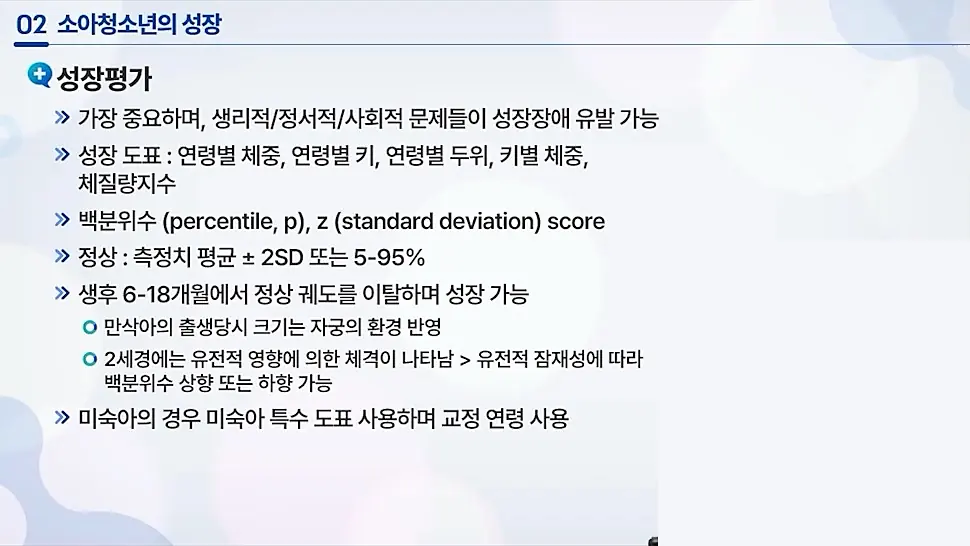 02 소아청소년의 성장
성장평가
» 가장 중요하며, 생리적/정서적/사회적 문제들이 성장장애 유발 가능
» 성장 도표 : 연령별 체중, 연령별 키, 연령별 두위, 키별 체중,
체질량지수
» 백분위수 (percentile, p), z (standard deviation) score
» 정상 : 측정치 평균 ± 2SD 또는 5-95%
» 생후 6-18개월에서 정상 궤도를 이탈하며 성장 가능
만삭아의 출생당시 크기는 자궁의 환경 반영
2세경에는 유전적 영향에 의한 체격이 나타남 > 유전적 잠재성에 따라
백분위수 상향 또는 하향 가능
» 미숙아의 경우 미숙아 특수 도표 사용하며 교정 연령 사용